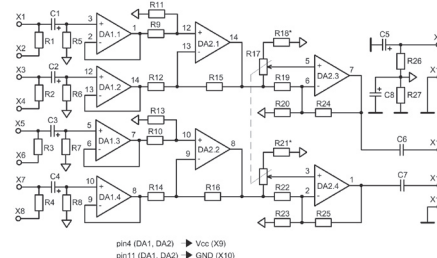 X1 C1 R11 R9
R1 R5 3 2 1 DA1.1 12 13 14 DA2.1 R18* C5
X2 R17 R26
X3 C2 12 13 14 DA1.2 R12 R15 5 6 7 DA2.3 R19
R2 R6 R20 R24 C8 R27
X4
X5 C3 R13 R10
R3 R7 5 6 7 DA1.3 10 9 8 DA2.2 R21* C6
X6
X7 C4 10 9 8 DA1.4 R14 R16 3 2 1 DA2.4 R22 C7
R4 R8 R23 R25
X8
pin4 (DA1, DA2) Vcc (X9)
pin11 (DA1, DA2) GND (X10)